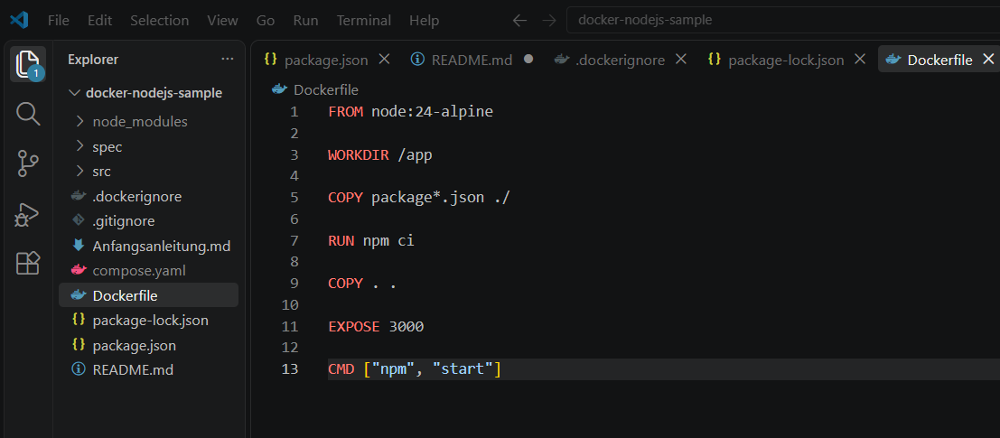 File Edit Selection View Go Run Terminal Help docker-nodejs-sample
1
Explorer
docker-nodejs-sample
node_modules
spec
src
.dockerignore
.gitignore
Anfangsanleitung.md
compose.yaml
Dockerfile
package-lock.json
package.json
README.md
package.json README.md .dockerignore package-lock.json Dockerfile
Dockerfile
1 FROM node:24-alpine
2
3 WORKDIR /app
4
5 COPY package*.json ./
6
7 RUN npm ci
8
9 COPY . .
10
11 EXPOSE 3000
12
13 CMD ["npm", "start"]